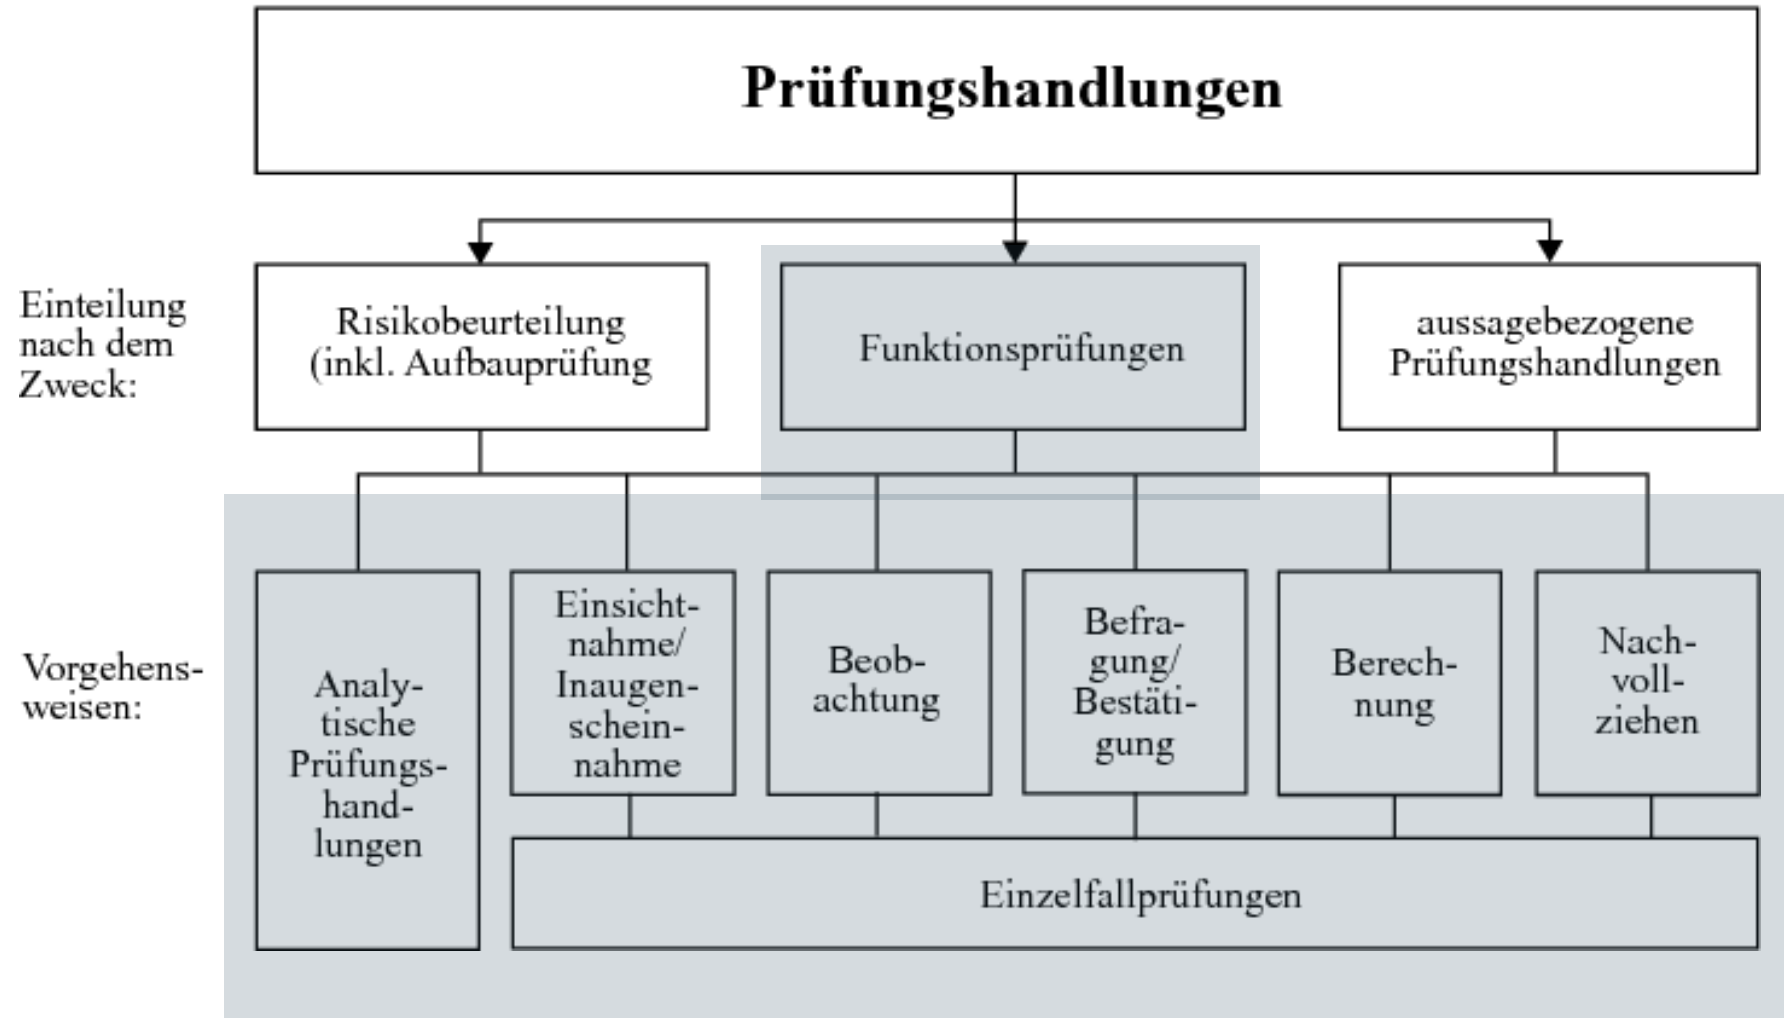 Prüfungshandlungen
Einteilung
nach dem
Zweck:
Risikobeurteilung
(inkl. Aufbauprüfung
Funktionsprüfungen
aussagebezogene
Prüfungshandlungen
Vorgehens-
weisen:
Analy-
tische
Prüfungs-
hand-
lungen
Einsicht-
nahme/
Inaugen-
schein-
nahme
Beob-
achtung
Befra-
gung/
Bestäti-
gung
Berech-
nung
Nach-
voll-
ziehen
Einzelfallprüfungen